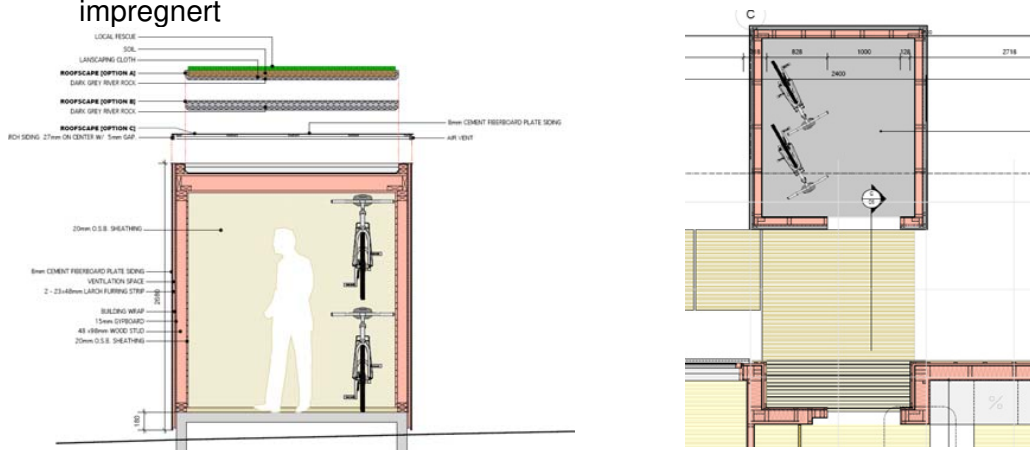 impregnert
LOCAL FESCUE
SOIL
LANSCAPING CLOTH
ROOFSCAPE [OPTION A]
DARK GREY RIVER ROCK
ROOFSCAPE [OPTION B]
DARK GREY RIVER ROCK
ROOFSCAPE [OPTION C]
8mm CEMENT FIBERBOARD PLATE SIDING
RCH SIDING 27mm ON CENTER W/ 5mm GAP
AIR VENT
20mm O.S.B. SHEATHING
8mm CEMENT FIBERBOARD PLATE SIDING
VENTILATION SPACE
2 - 23x48mm LARCH FURRING STRIP
BUILDING WRAP
15mm GYPBOARD
48 x98mm WOOD STUD
20mm O.S.B. SHEATHING
2680
180
C
828
1000
128
2718
2400
C
%